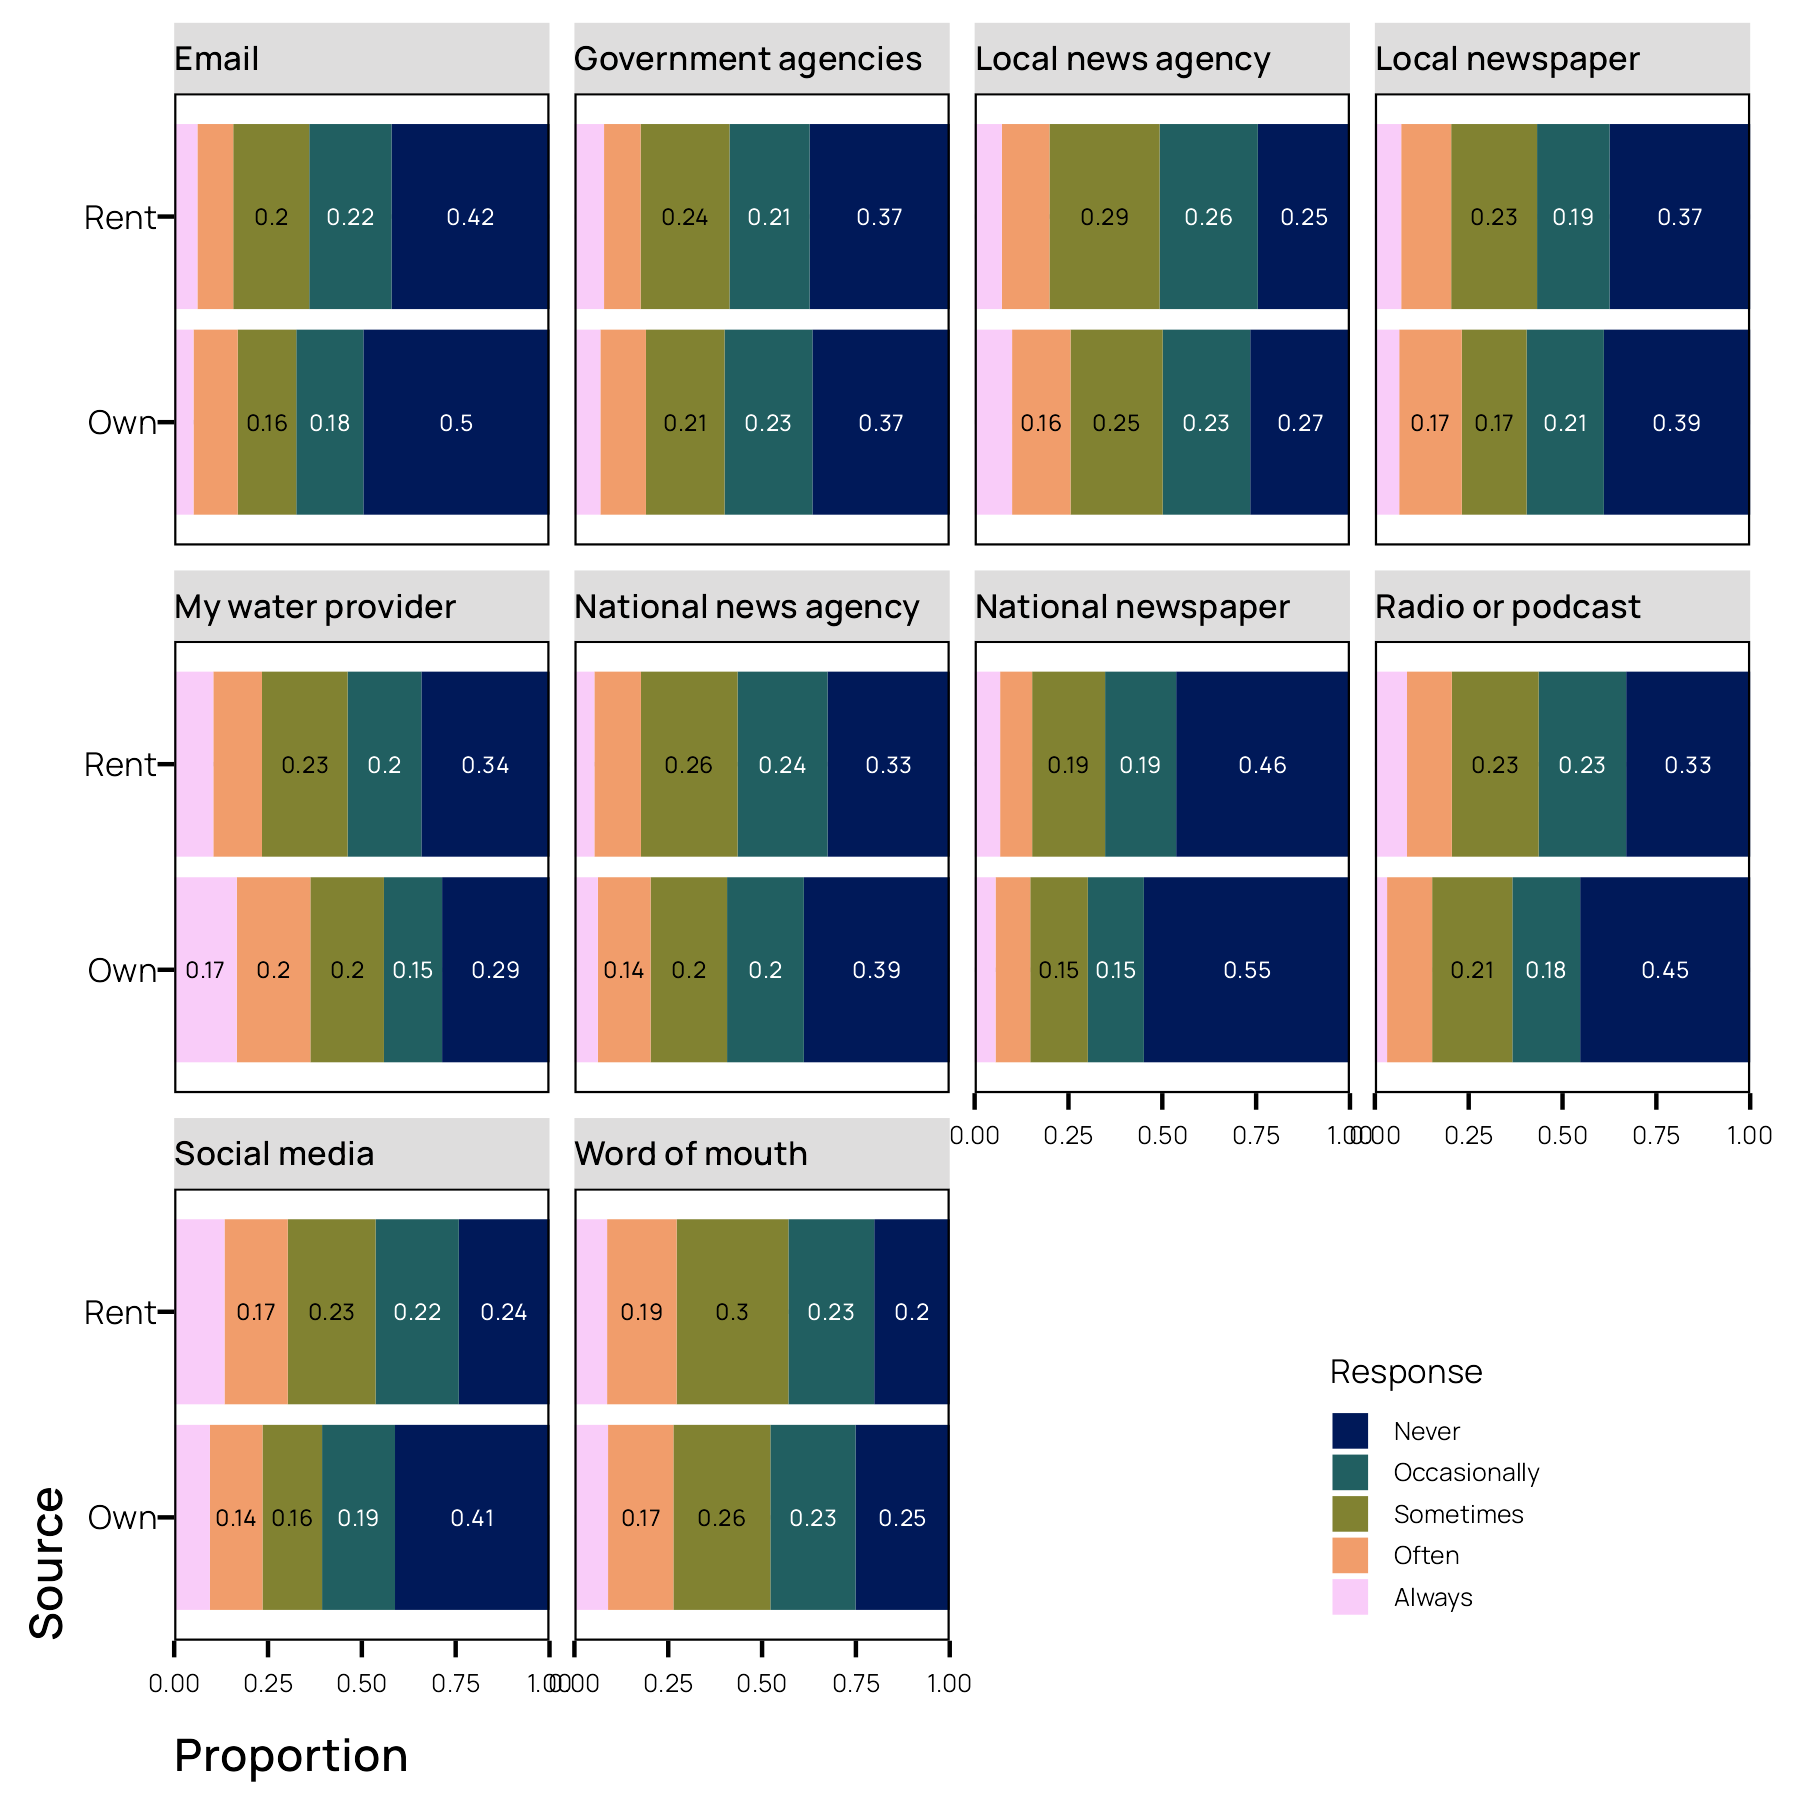 Email
Government agencies
Local news agency
Local newspaper
Rent
0.2 0.22 0.42
0.24 0.21 0.37
0.29 0.26 0.25
0.23 0.19 0.37
Own
0.16 0.18 0.5
0.21 0.23 0.37
0.16 0.25 0.23 0.27
0.17 0.17 0.21 0.39
My water provider
National news agency
National newspaper
Radio or podcast
Rent
0.23 0.2 0.34
0.26 0.24 0.33
0.19 0.19 0.46
0.23 0.23 0.33
Own
0.17 0.2 0.2 0.15 0.29
0.14 0.2 0.2 0.39
0.15 0.15 0.55
0.21 0.18 0.45
0.00 0.25 0.50 0.75 1.00
0.00 0.25 0.50 0.75 1.00
Social media
Word of mouth
Rent
0.17 0.23 0.22 0.24
0.19 0.3 0.23 0.2
Own
0.14 0.16 0.19 0.41
0.17 0.26 0.23 0.25
0.00 0.25 0.50 0.75 1.00
0.00 0.25 0.50 0.75 1.00
Source
Proportion
Response
Never
Occasionally
Sometimes
Often
Always